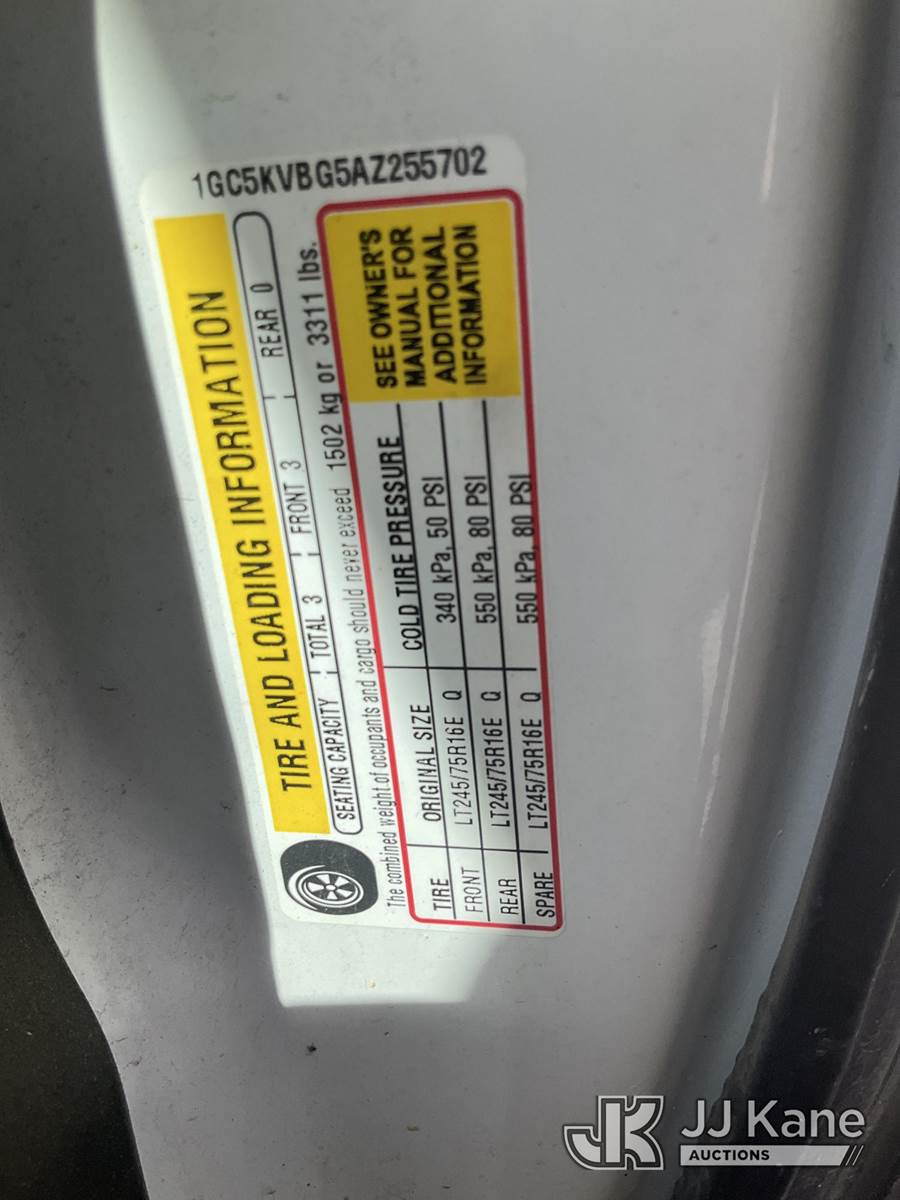 1GC5KVBG5AZ255702
TIRE AND LOADING INFORMATION
SEATING CAPACITY TOTAL 3 FRONT 3 REAR 0
The combined weight of occupants and cargo should never exceed 1502 kg or 3311 lbs.
TIRE ORIGINAL SIZE COLD TIRE PRESSURE
FRONT LT245/75R16E Q 340 kPa, 50 PSI
REAR LT245/75R16E Q 550 kPa, 80 PSI
SPARE LT245/75R16E Q 550 kPa, 80 PSI
SEE OWNER'S
MANUAL FOR
ADDITIONAL
INFORMATION
JK JJ Kane
AUCTIONS